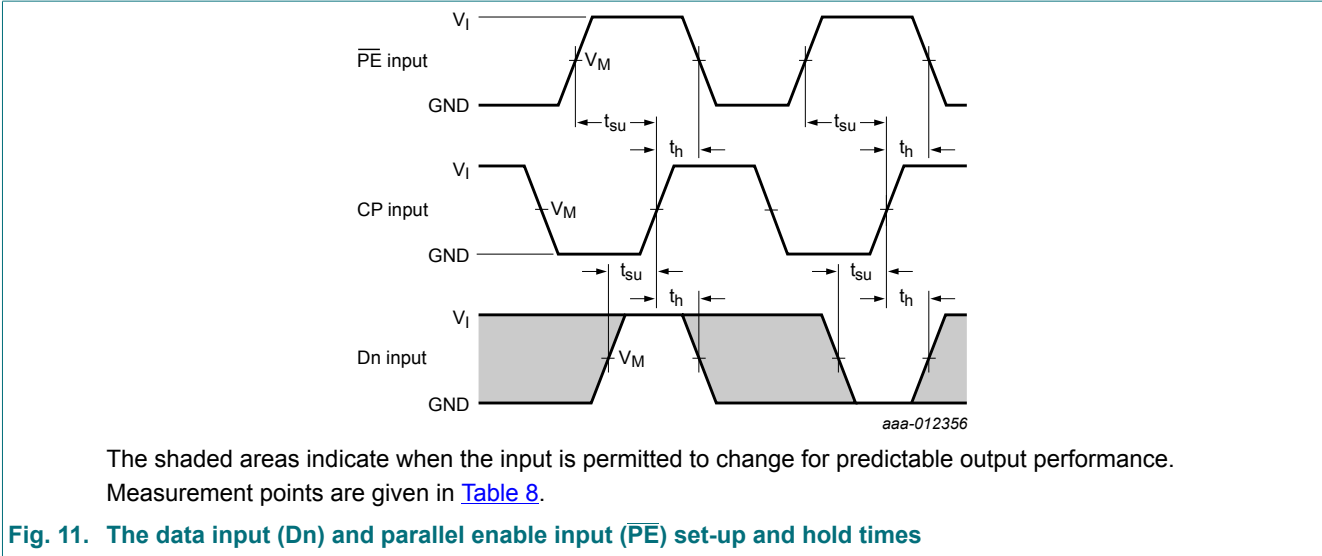 V_I
P̅E̅ input
V_M
GND
t_su t_su
t_h t_h
V_I
CP input
V_M
GND
t_su t_su
t_h t_h
V_I
Dn input
V_M
GND
aaa-012356
The shaded areas indicate when the input is permitted to change for predictable output performance.
Measurement points are given in Table 8.
Fig. 11. The data input (Dn) and parallel enable input (P̅E̅) set-up and hold times